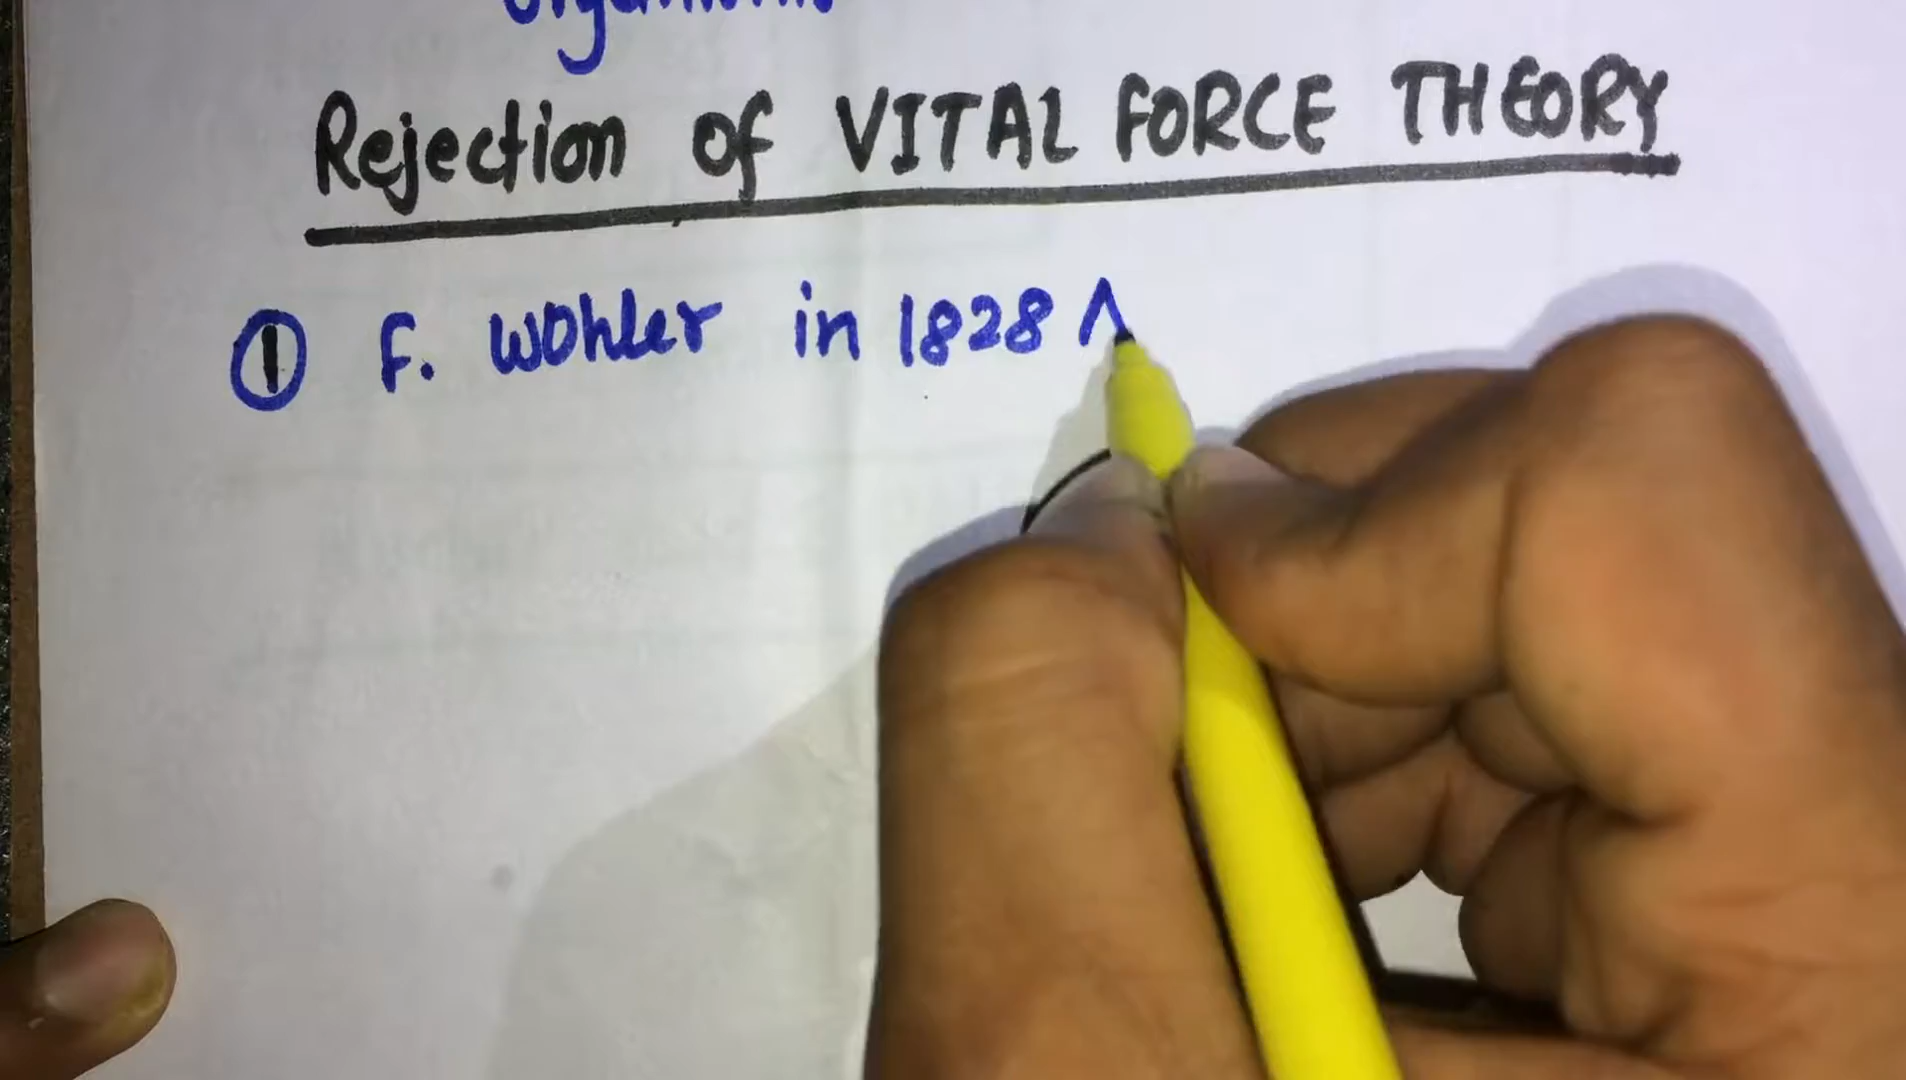 Rejection of VITAL FORCE THEORY
① F. Wohler in 1828 A